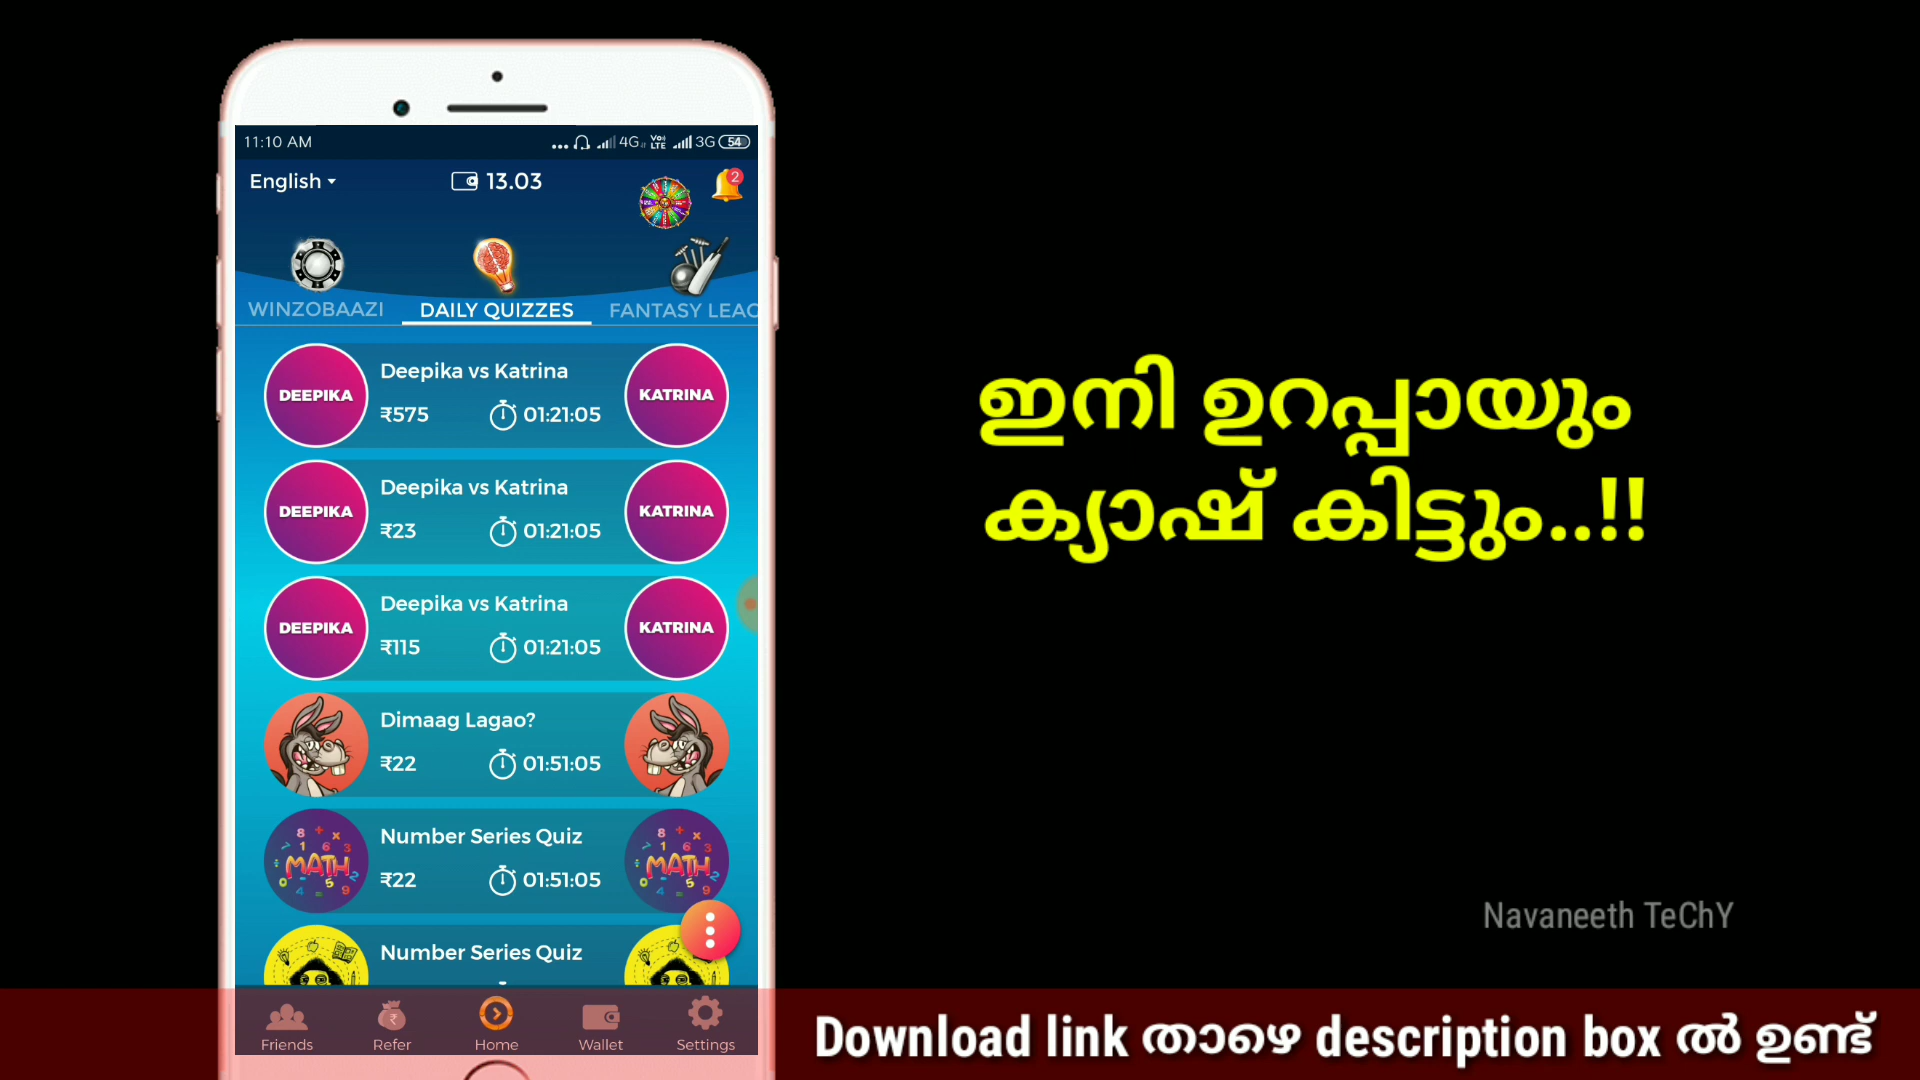 11:10 AM
4G VoLTE 3G 54
English
13.03
2
WINZOBAAZI
DAILY QUIZZES
FANTASY LEAG
DEEPIKA
Deepika vs Katrina
₹575
01:21:05
KATRINA
DEEPIKA
Deepika vs Katrina
₹23
01:21:05
KATRINA
DEEPIKA
Deepika vs Katrina
₹115
01:21:05
KATRINA
Dimaag Lagao?
₹22
01:51:05
MATH
Number Series Quiz
₹22
01:51:05
MATH
Number Series Quiz
Friends
Refer
Home
Wallet
Settings
ഇനി ഉറപ്പായും
ക്യാഷ് കിട്ടും..!!
Navaneeth TeChY
Download link താഴെ description box ൽ ഉണ്ട്